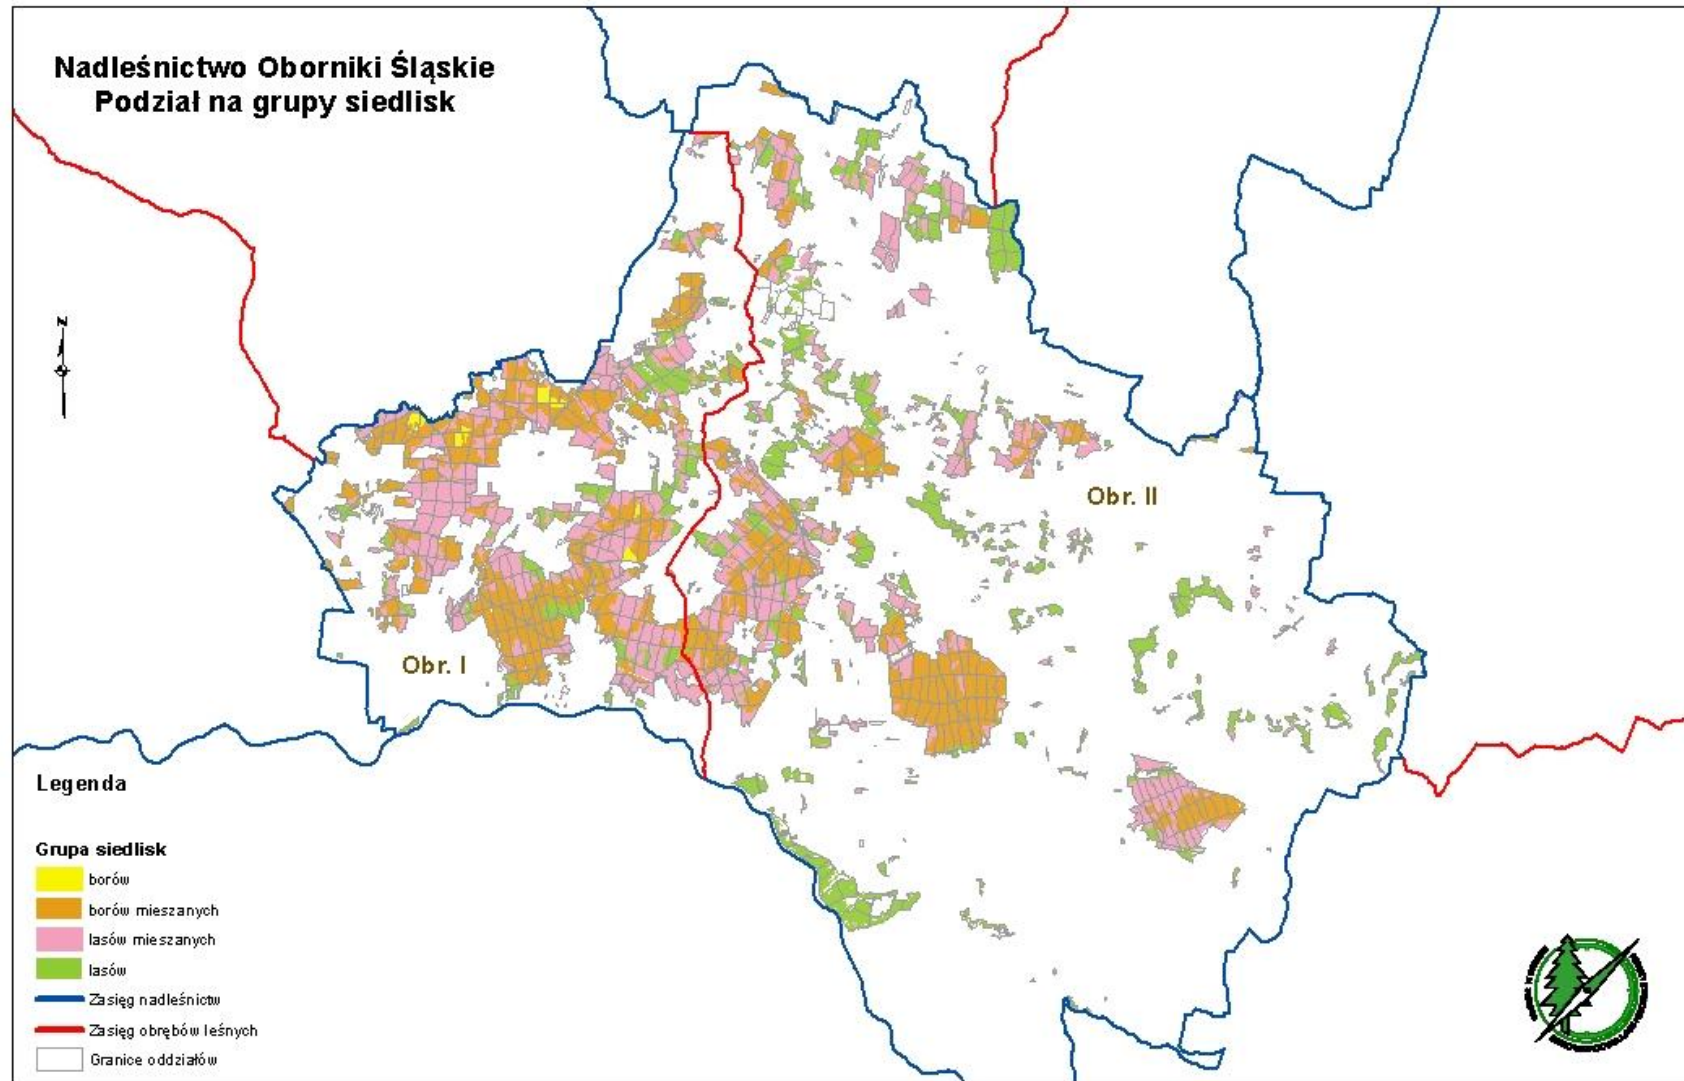 Nadleśnictwo Oborniki Śląskie
Podział na grupy siedlisk
z
Obr. II
Obr. I
Legenda
Grupa siedlisk
borów
borów mieszanych
lasów mieszanych
lasów
Zasięg nadleśnictw
Zasięg obrębów leśnych
Granice oddziałów